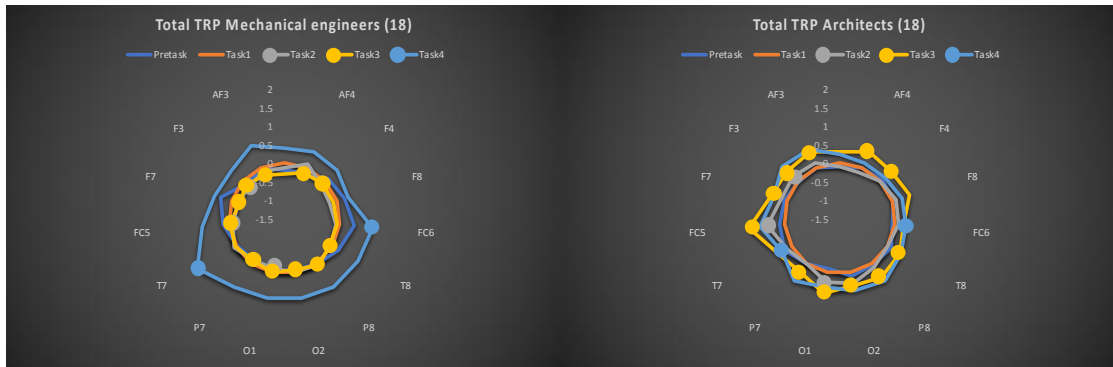 Total TRP Mechanical engineers (18)
Pretask Task1 Task2 Task3 Task4
2
1.5
1
0.5
0
-0.5
-1
-1.5
AF4
F4
F8
FC6
T8
P8
O2
O1
P7
T7
FC5
F7
F3
AF3
Total TRP Architects (18)
Pretask Task1 Task2 Task3 Task4
2
1.5
1
0.5
0
-0.5
-1
-1.5
AF4
F4
F8
FC6
T8
P8
O2
O1
P7
T7
FC5
F7
F3
AF3